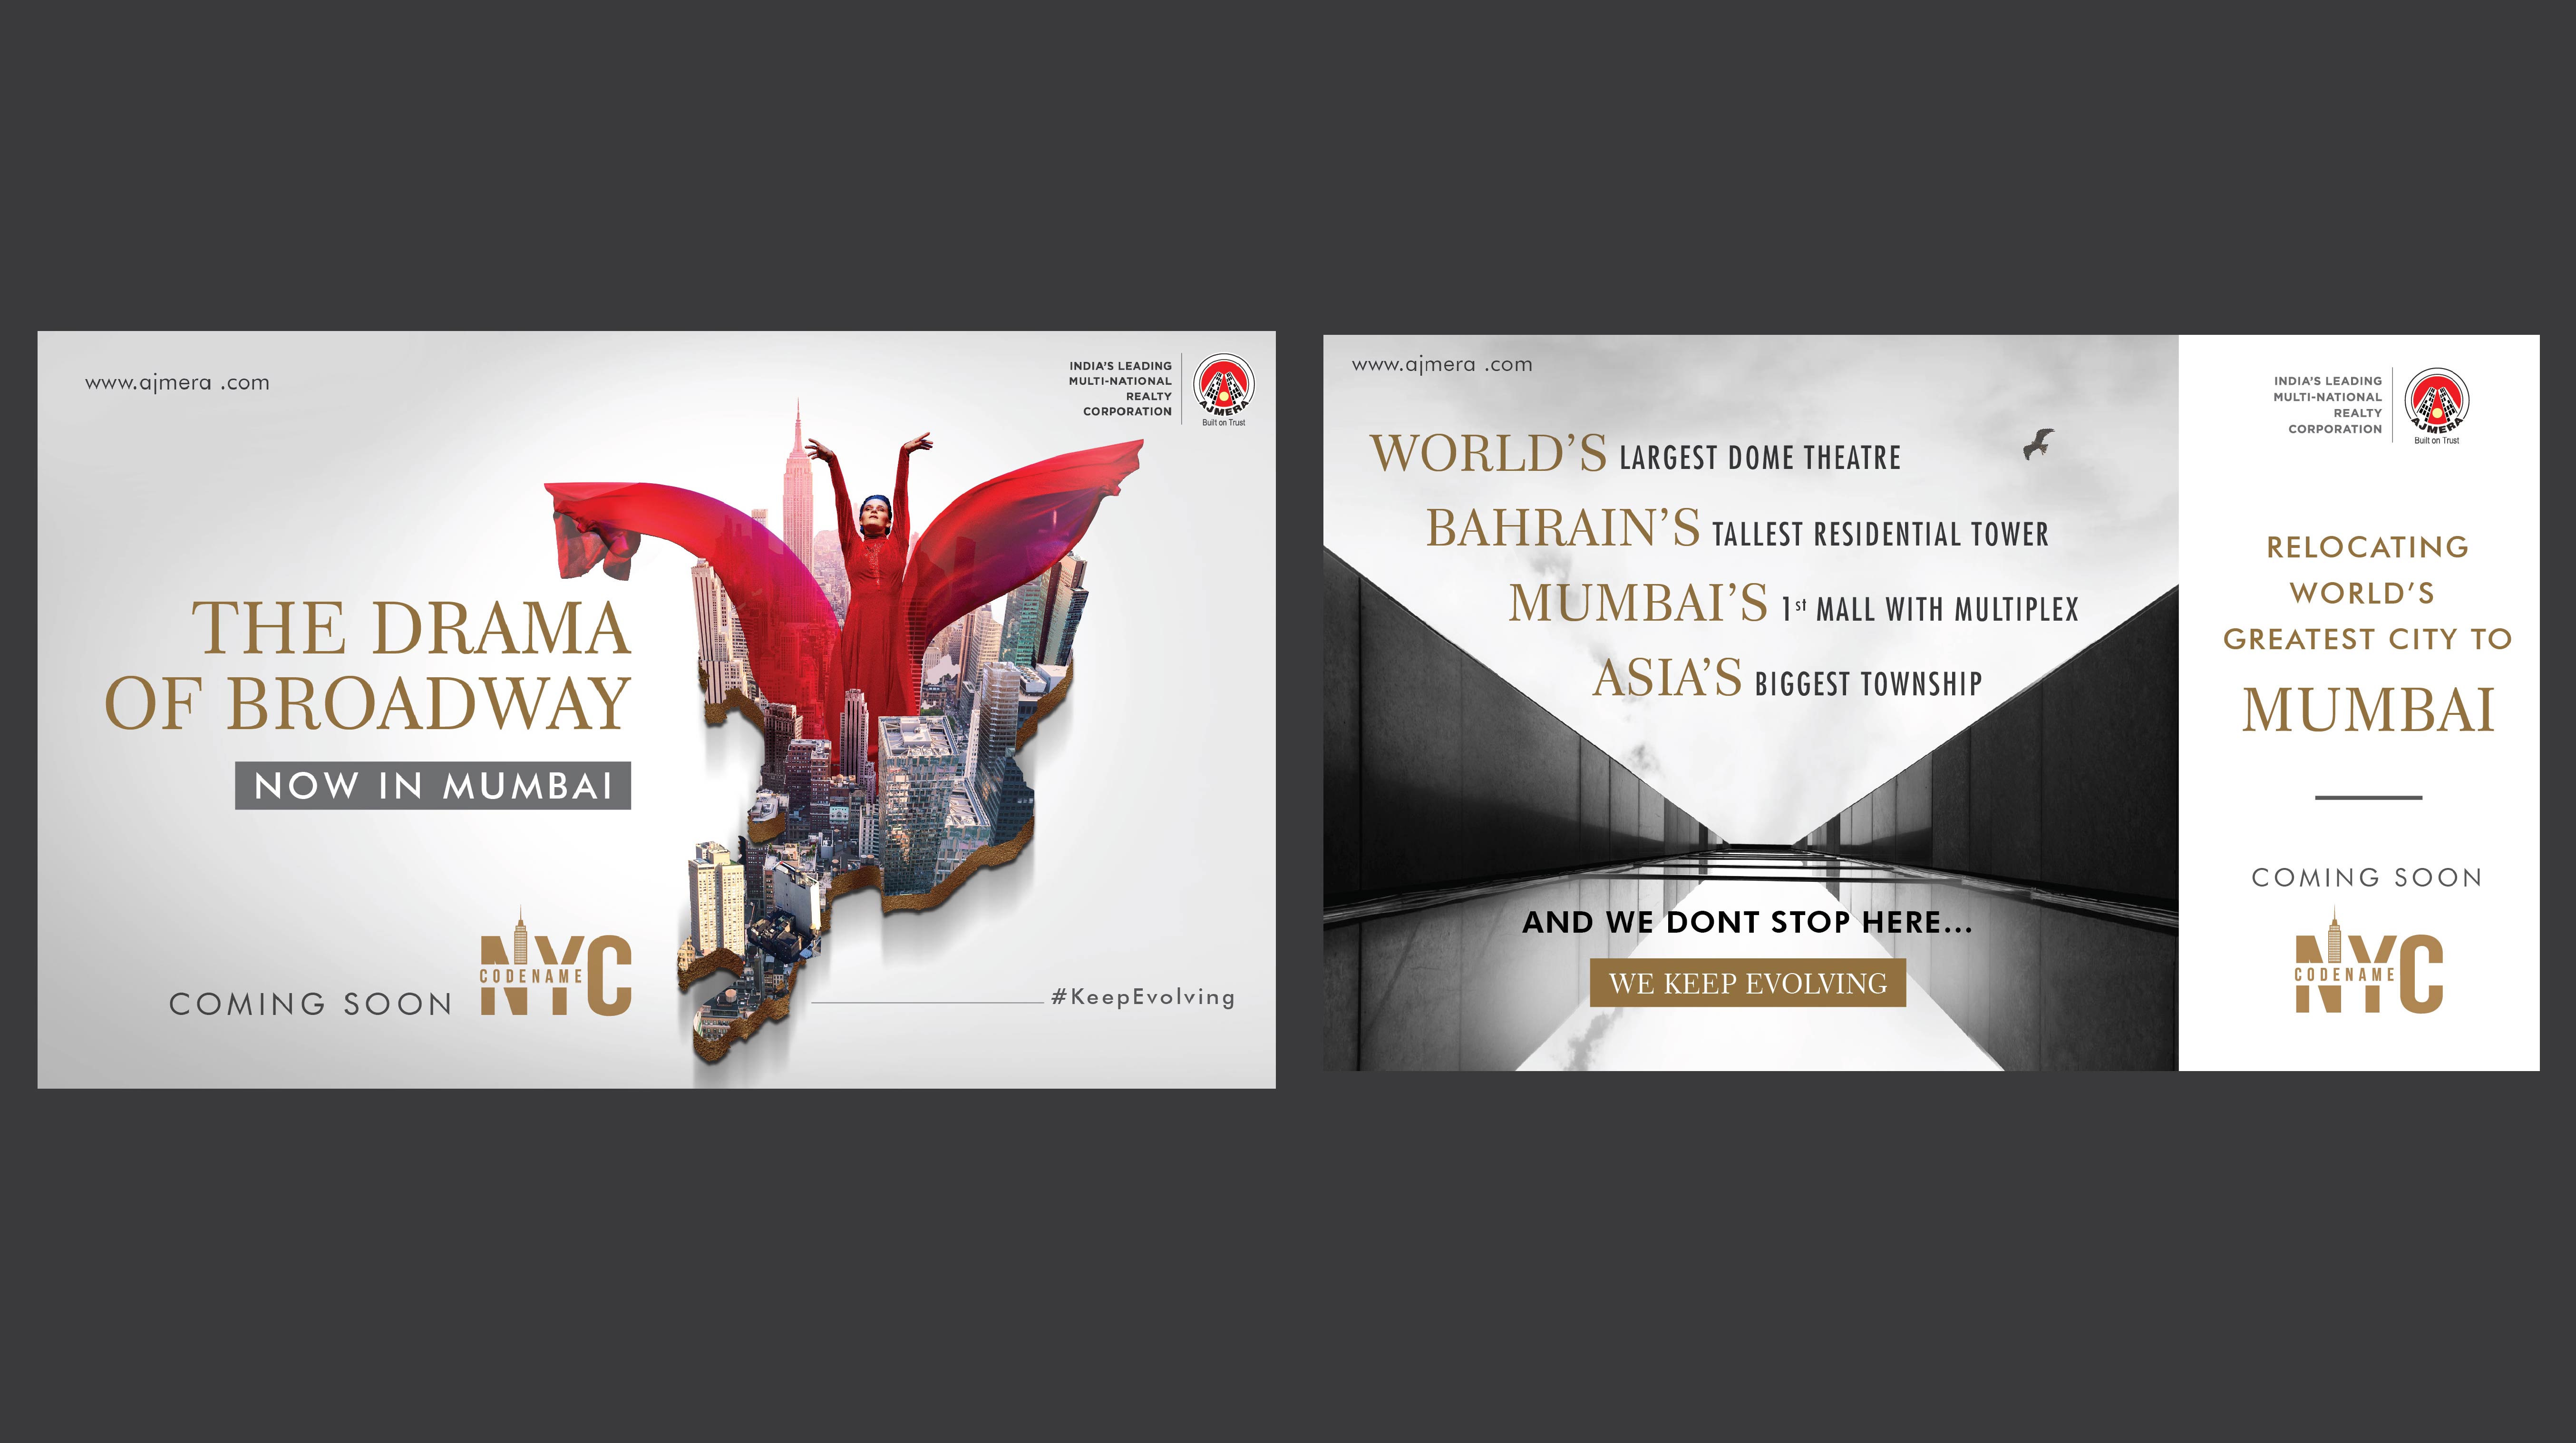 www.ajmera .com
INDIA'S LEADING
MULTI-NATIONAL
REALTY
CORPORATION
AJMERA
Built on Trust
THE DRAMA
OF BROADWAY
NOW IN MUMBAI
COMING SOON
NYC
CODENAME
#KeepEvolving
www.ajmera .com
WORLD'S LARGEST DOME THEATRE
BAHRAIN'S TALLEST RESIDENTIAL TOWER
MUMBAI'S 1st MALL WITH MULTIPLEX
ASIA'S BIGGEST TOWNSHIP
AND WE DONT STOP HERE...
WE KEEP EVOLVING
INDIA'S LEADING
MULTI-NATIONAL
REALTY
CORPORATION
AJMERA
Built on Trust
RELOCATING
WORLD'S
GREATEST CITY TO
MUMBAI
COMING SOON
NYC
CODENAME